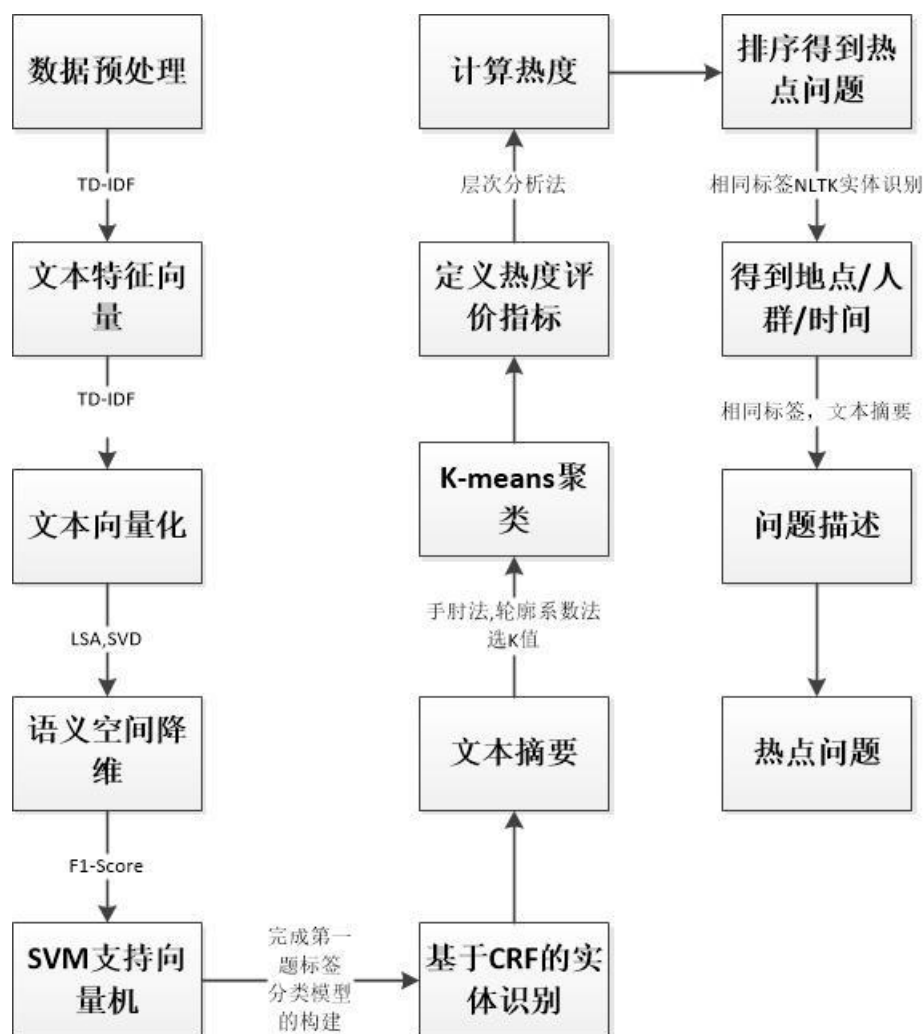 数据预处理
TD-IDF
文本特征向
量
TD-IDF
文本向量化
LSA,SVD
语义空间降
维
F1-Score
SVM支持向
量机
完成第一
题标签
分类模型
的构建
基于CRF的实
体识别
文本摘要
手肘法,轮廓系数法
选K值
K-means聚
类
定义热度评
价指标
层次分析法
计算热度
排序得到热
点问题
相同标签NLTK实体识别
得到地点/人
群/时间
相同标签，文本摘要
问题描述
热点问题